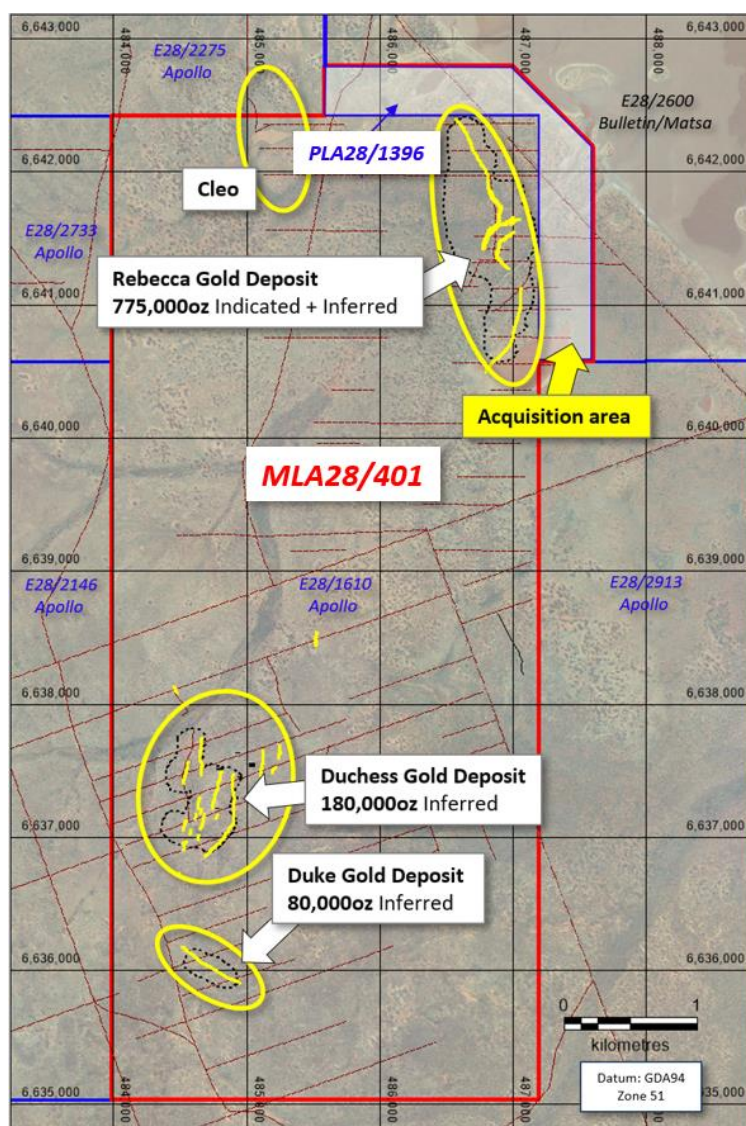 6,643,000
484,000
485,000
486,000
487,000
488,000
6,643,000
E28/2275
Apollo
E28/2600
Bulletin/Matsa
PLA28/1396
6,642,000
6,642,000
Cleo
E28/2733
Apollo
Rebecca Gold Deposit
775,000oz Indicated + Inferred
6,641,000
6,641,000
Acquisition area
6,640,000
6,640,000
MLA28/401
6,639,000
6,639,000
E28/2146
Apollo
E28/1610
Apollo
E28/2913
Apollo
6,638,000
6,638,000
Duchess Gold Deposit
180,000oz Inferred
6,637,000
6,637,000
Duke Gold Deposit
80,000oz Inferred
6,636,000
6,636,000
0
1
kilometres
Datum: GDA94
Zone 51
6,635,000
484,000
485,000
486,000
487,000
6,635,000